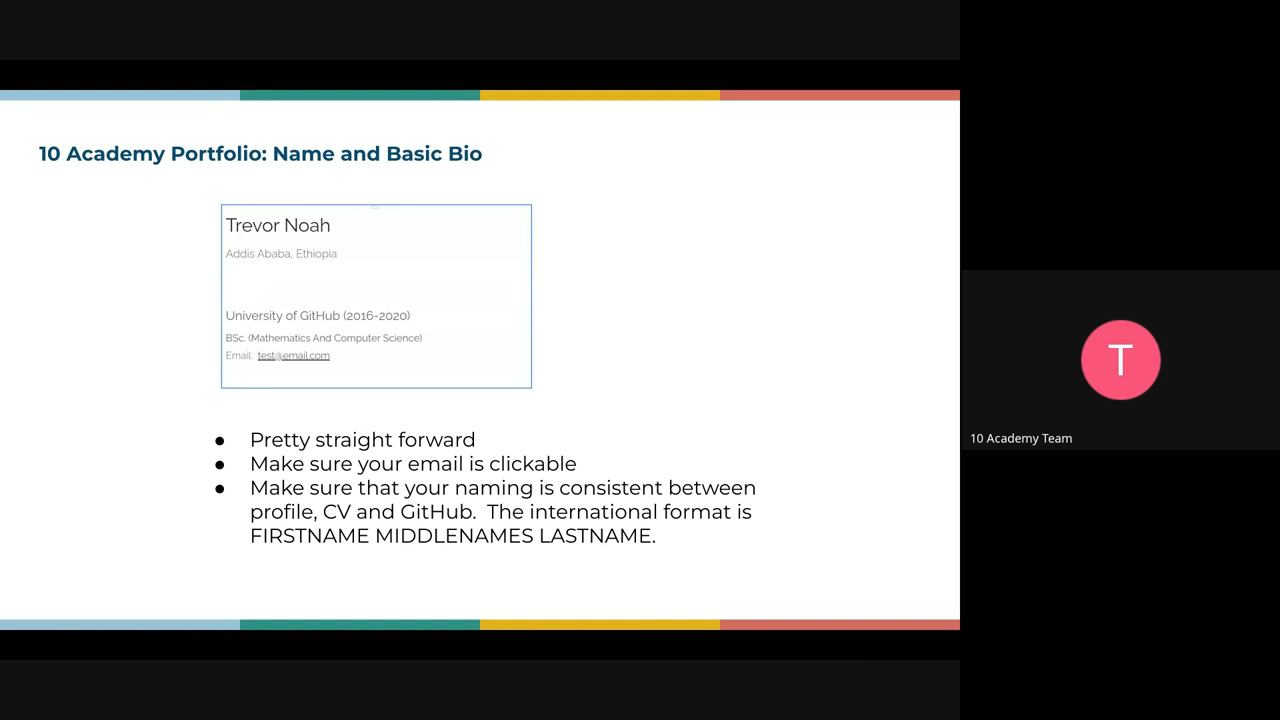 10 Academy Portfolio: Name and Basic Bio
Trevor Noah
Addis Ababa, Ethiopia
University of GitHub (2016-2020)
BSc. (Mathematics And Computer Science)
Email: test@email.com
● Pretty straight forward
● Make sure your email is clickable
● Make sure that your naming is consistent between
profile, CV and GitHub. The international format is
FIRSTNAME MIDDLENAMES LASTNAME.
T
10 Academy Team